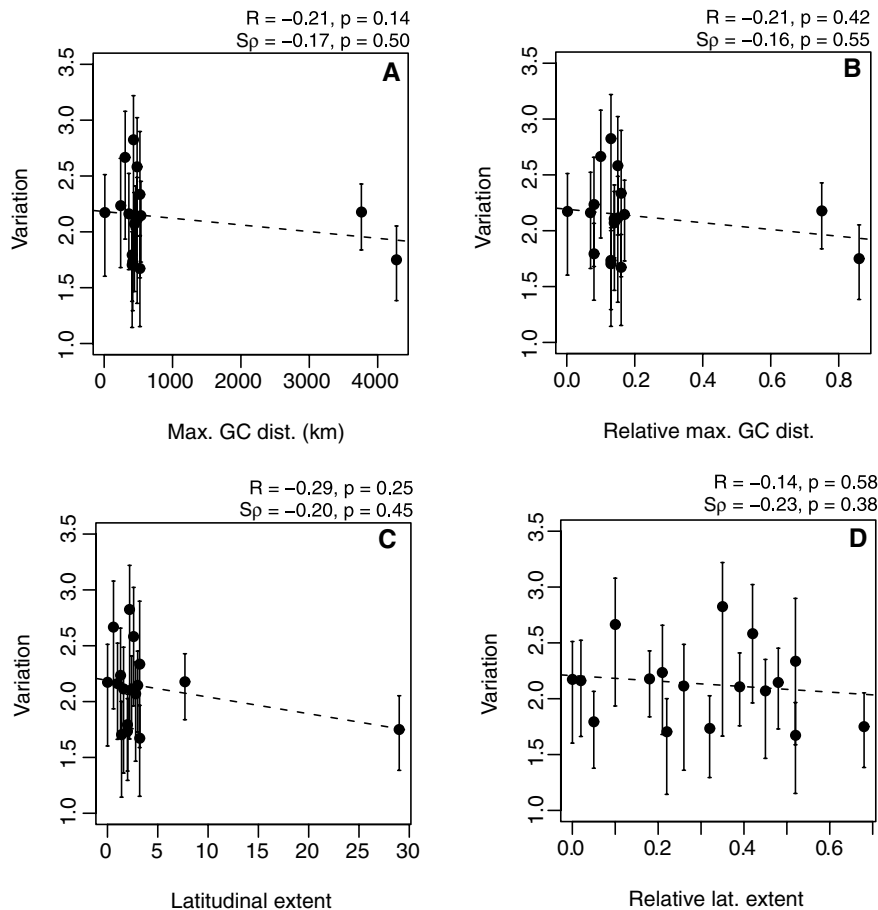 R = −0.21, p = 0.14
Sρ = −0.17, p = 0.50
A
3.5
3.0
2.5
2.0
1.5
1.0
Variation
0 1000 2000 3000 4000
Max. GC dist. (km)
R = −0.21, p = 0.42
Sρ = −0.16, p = 0.55
B
3.5
3.0
2.5
2.0
1.5
1.0
Variation
0.0 0.2 0.4 0.6 0.8
Relative max. GC dist.
R = −0.29, p = 0.25
Sρ = −0.20, p = 0.45
C
3.5
3.0
2.5
2.0
1.5
1.0
Variation
0 5 10 15 20 25 30
Latitudinal extent
R = −0.14, p = 0.58
Sρ = −0.23, p = 0.38
D
3.5
3.0
2.5
2.0
1.5
1.0
Variation
0.0 0.2 0.4 0.6
Relative lat. extent